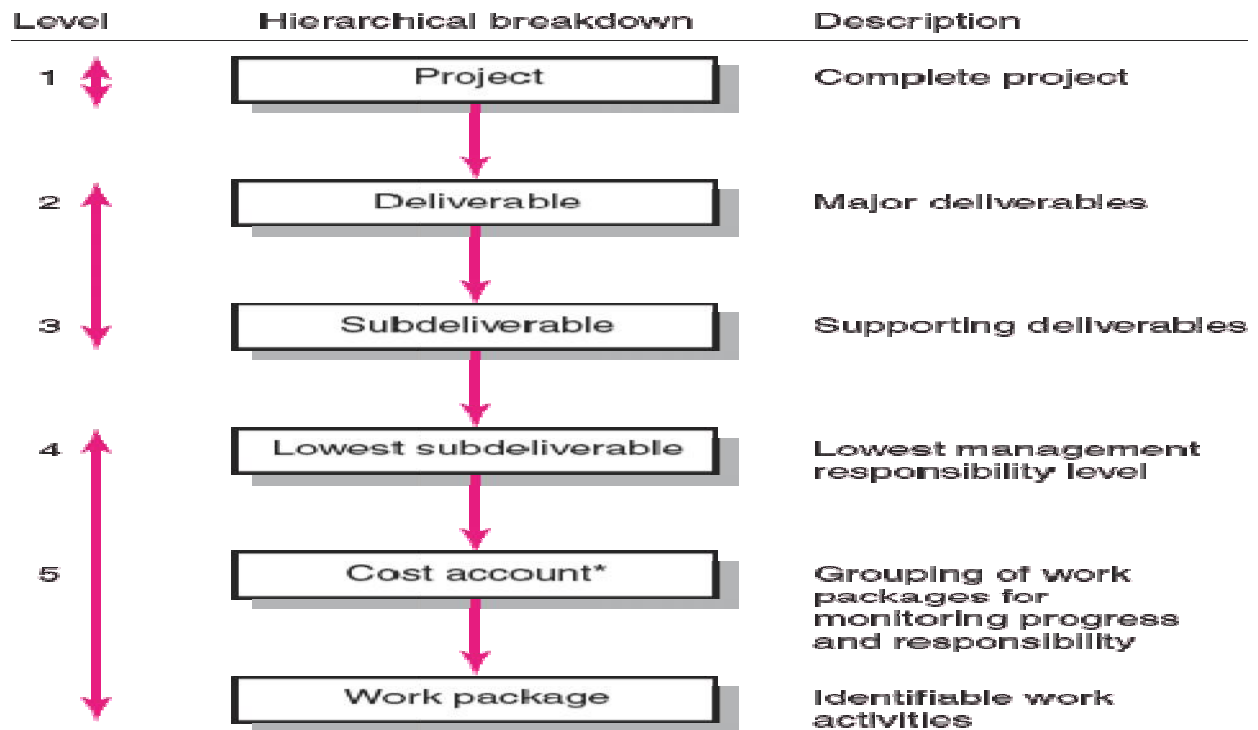 Level Hierarchical breakdown Description
1 Project Complete project
2 Deliverable Major deliverables
3 Subdeliverable Supporting deliverables
4 Lowest subdeliverable Lowest management
responsibility level
5 Cost account* Grouping of work
packages for
monitoring progress
and responsibility
Work package Identifiable work
activities